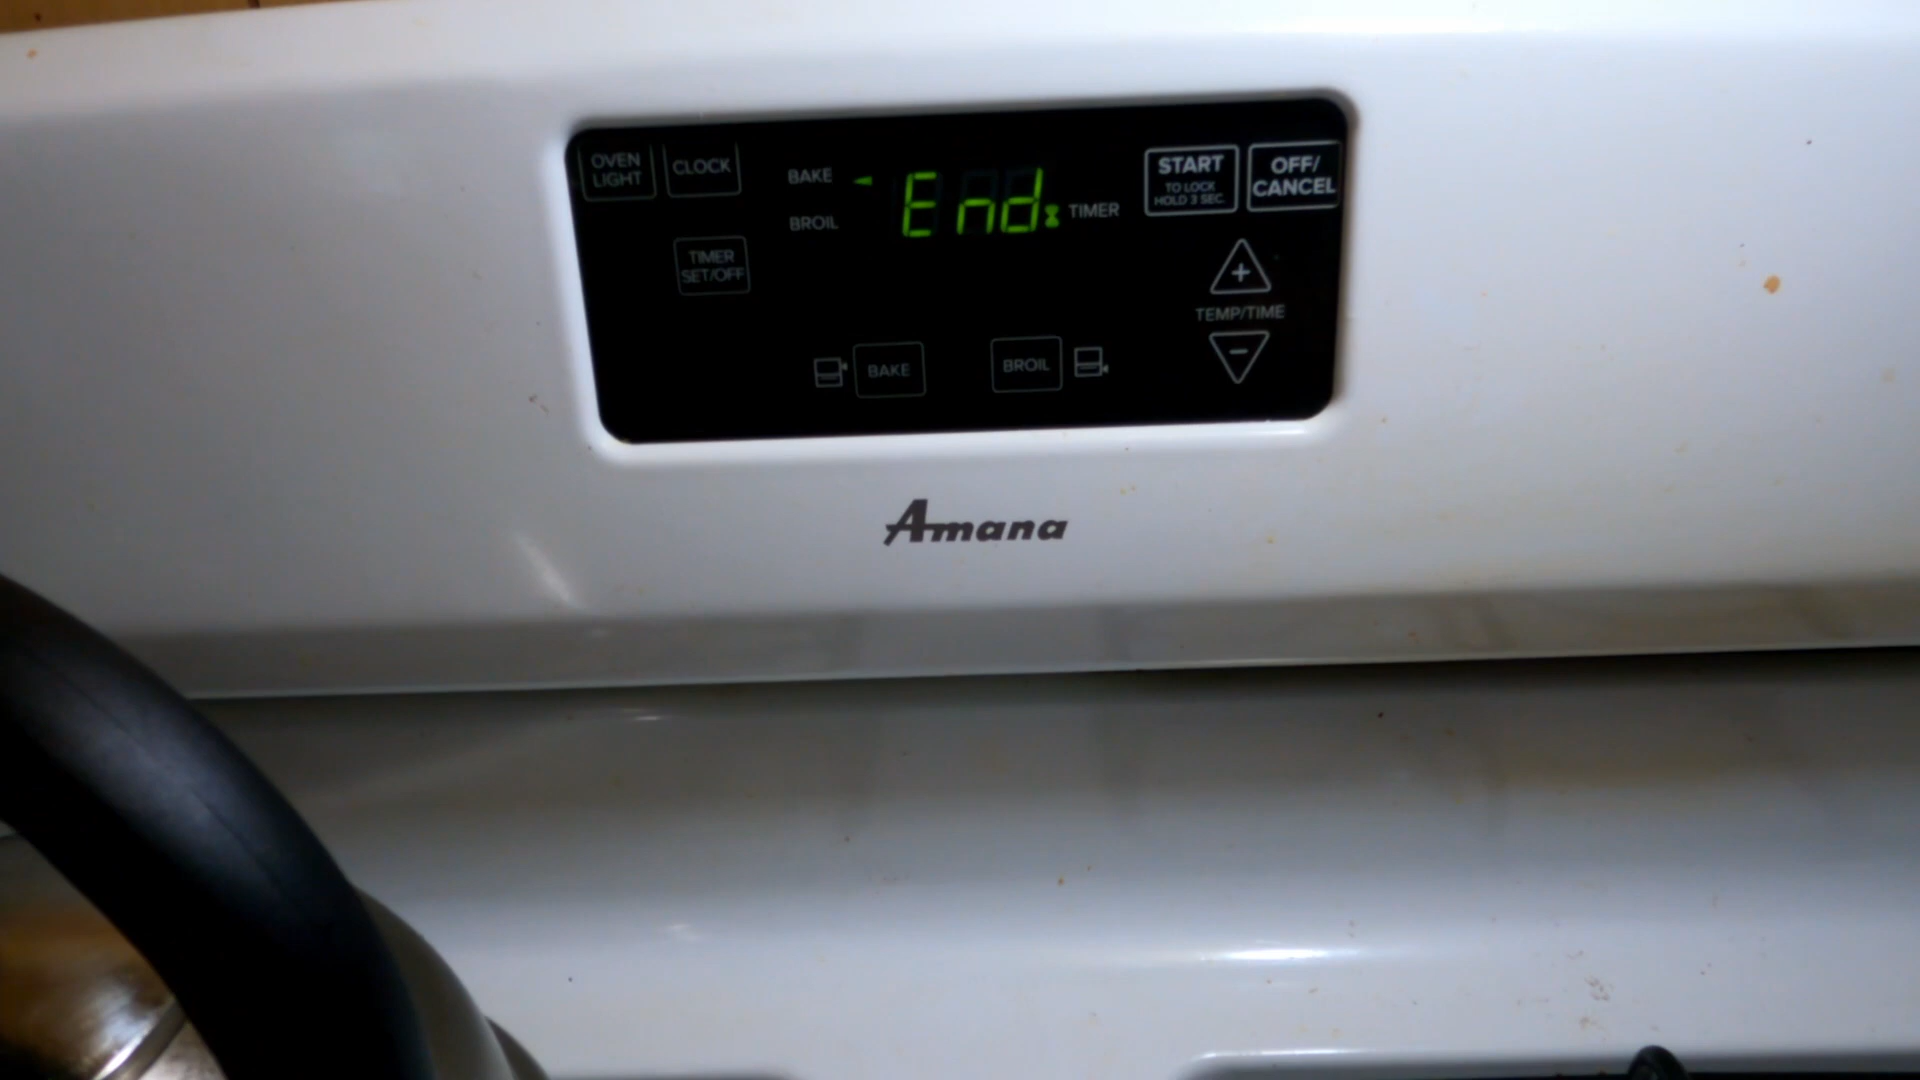 OVEN
LIGHT
CLOCK
BAKE
End
BROIL
TIMER
START
TO LOCK
HOLD 3 SEC.
OFF/
CANCEL
TIMER
SET/OFF
+
TEMP/TIME
-
BAKE
BROIL
Amana